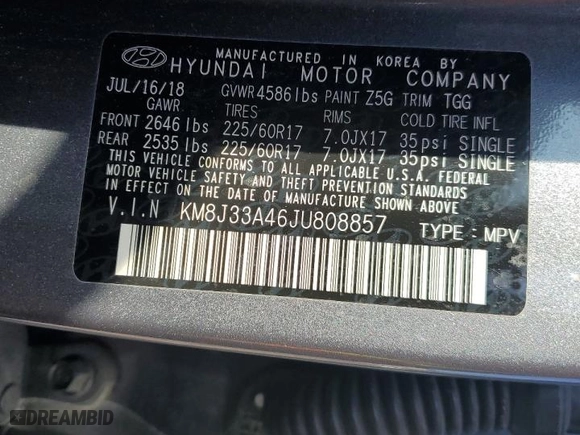 MANUFACTURED IN KOREA BY
HYUNDAI MOTOR COMPANY
JUL/16/18 GVWR 4586lbs PAINT Z5G TRIM TGG
GAWR. TIRES RIMS COLD TIRE INFL
FRONT 2646 lbs 225/60R17 7.0JX17 35psi SINGLE
REAR 2535 lbs 225/60R17 7.0JX17 35psi SINGLE
THIS VEHICLE CONFORMS TO ALL APPLICABLE U.S.A. FEDERAL
MOTOR VEHICLE SAFETY, BUMPER, AND THEFT PREVENTION STANDARDS
IN EFFECT ON THE DATE OF MANUFACTURE SHOWN ABOVE.
V.I.N KM8J33A46JU808857 TYPE : MPV
DREAMBID